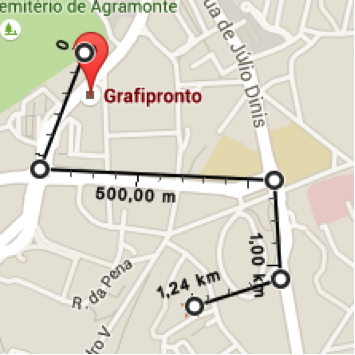 emitério de Agramonte
0
ua de Júlio Dinis
Grafipronto
500,00 m
1,00 km
1,24 km
R. da Pena
dro V